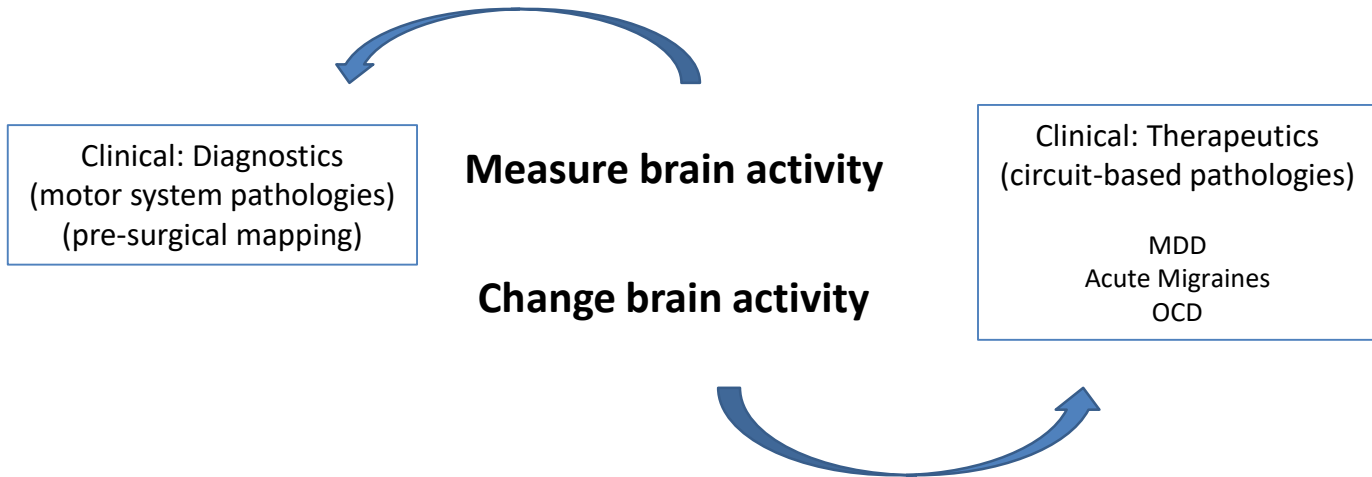 Clinical: Diagnostics
(motor system pathologies)
(pre-surgical mapping)
Measure brain activity
Change brain activity
Clinical: Therapeutics
(circuit-based pathologies)
MDD
Acute Migraines
OCD